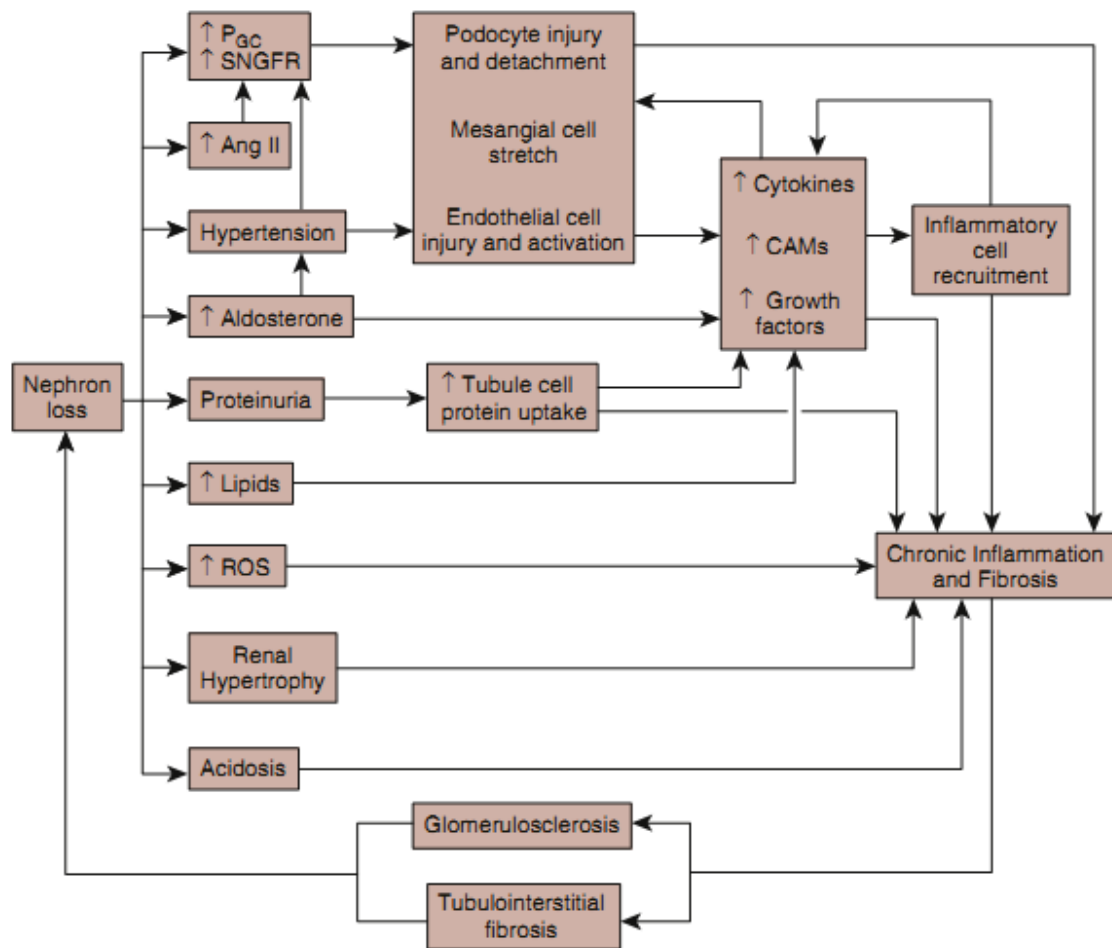 ↑ PGC
↑ SNGFR
↑ Ang II
Hypertension
↑ Aldosterone
Nephron
loss
Proteinuria
↑ Lipids
↑ ROS
Renal
Hypertrophy
Acidosis
Podocyte injury
and detachment
Mesangial cell
stretch
Endothelial cell
injury and activation
↑ Tubule cell
protein uptake
↑ Cytokines
↑ CAMs
↑ Growth
factors
Inflammatory
cell
recruitment
Chronic Inflammation
and Fibrosis
Glomerulosclerosis
Tubulointerstitial
fibrosis